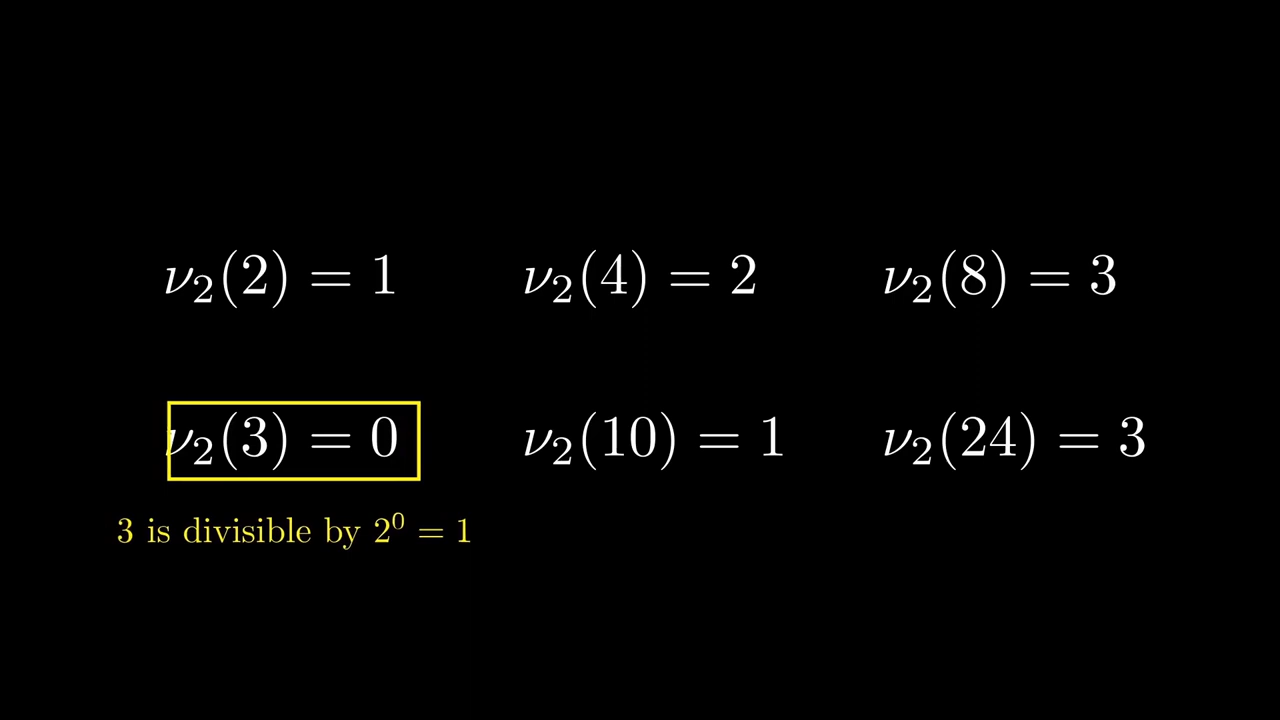 ν₂(2) = 1 ν₂(4) = 2 ν₂(8) = 3
ν₂(3) = 0 ν₂(10) = 1 ν₂(24) = 3
3 is divisible by 2⁰ = 1